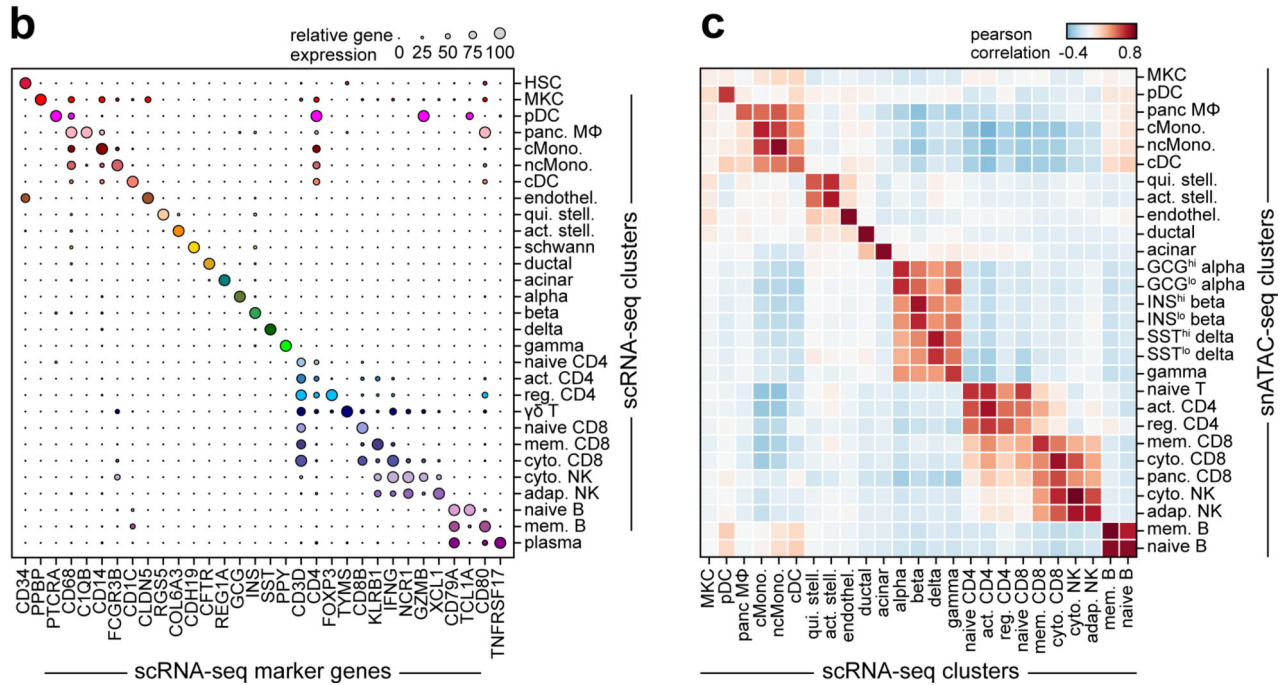 b
relative gene
expression
0 25 50 75 100
HSC
MKC
pDC
panc. MΦ
cMono.
ncMono.
cDC
endothel.
qui. stell.
act. stell.
schwann
ductal
acinar
alpha
beta
delta
gamma
naive CD4
act. CD4
reg. CD4
γδ T
naive CD8
mem. CD8
cyto. CD8
cyto. NK
adap. NK
naive B
mem. B
plasma
scRNA-seq clusters
CD34
PPBP
PTCRA
CD68
C1QB
CD14
FCGR3B
CD1C
CLDN5
RGS5
COL6A3
CDH19
CFTR
REG1A
GCG
INS
SST
PPY
CD3D
CD4
FOXP3
TYMS
CD8B
KLRB1
IFNG
NCR1
GZMB
XCL1
CD79A
TCL1A
CD80
TNFRSF17
scRNA-seq marker genes
c
pearson
correlation
-0.4 0.8
MKC
pDC
panc MΦ
cMono.
ncMono.
cDC
qui. stell.
act. stell.
endothel.
ductal
acinar
GCGhi alpha
GCGlo alpha
INShi beta
INSlo beta
SSThi delta
SSTlo delta
gamma
naive T
act. CD4
reg. CD4
mem. CD8
cyto. CD8
panc. CD8
cyto. NK
adap. NK
mem. B
naive B
snATAC-seq clusters
MKC
pDC
panc MΦ
cMono.
ncMono.
cDC
qui. stell.
act. stell.
endothel.
ductal
acinar
alpha
beta
delta
gamma
naive CD4
act. CD4
reg. CD4
naive CD8
mem. CD8
cyto. CD8
cyto. NK
adap. NK
mem. B
naive B
scRNA-seq clusters